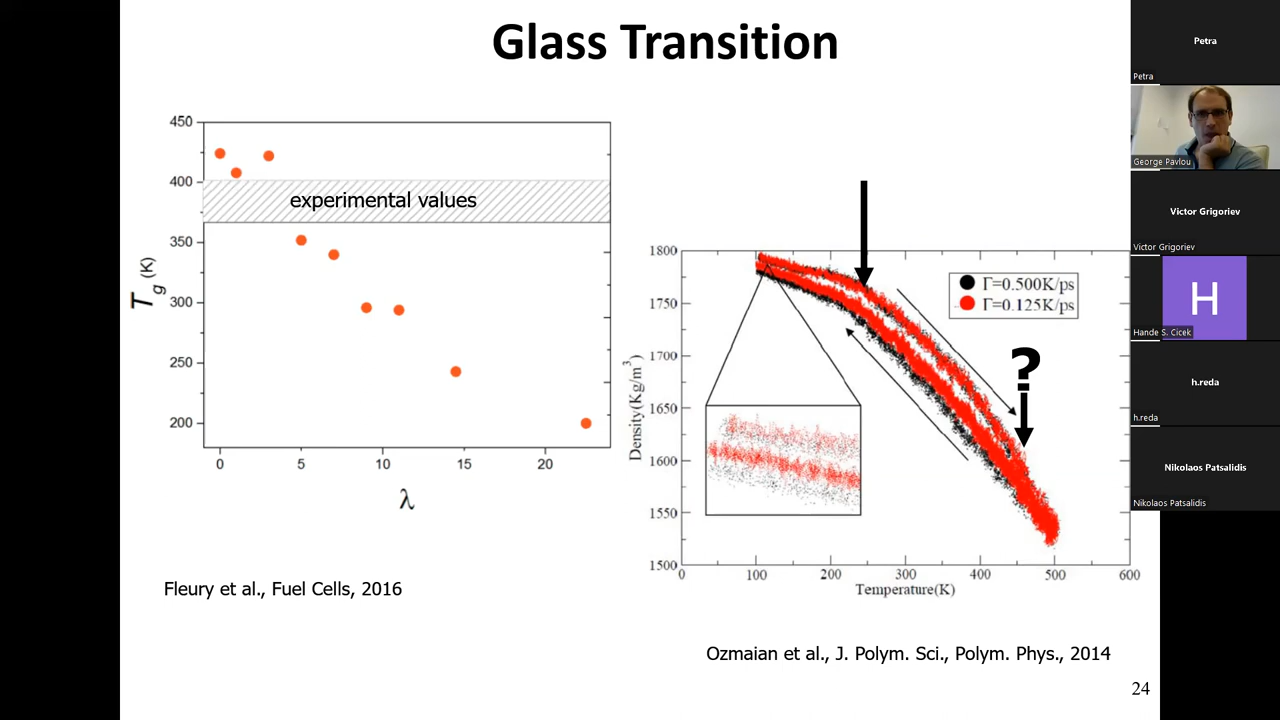 Glass Transition
450
400
350
300
250
200
Tg (K)
experimental values
0
5
10
15
20
λ
Fleury et al., Fuel Cells, 2016
1800
1750
1700
1650
1600
1550
1500
Density(Kg/m³)
Γ=0.500K/ps
Γ=0.125K/ps
?
0
100
200
300
400
500
600
Temperature(K)
Ozmaian et al., J. Polym. Sci., Polym. Phys., 2014
24
Petra
Petra
George Pavlou
Victor Grigoriev
Victor Grigoriev
H
Hande S. Cicek
h.reda
h.reda
Nikolaos Patsalidis
Nikolaos Patsalidis